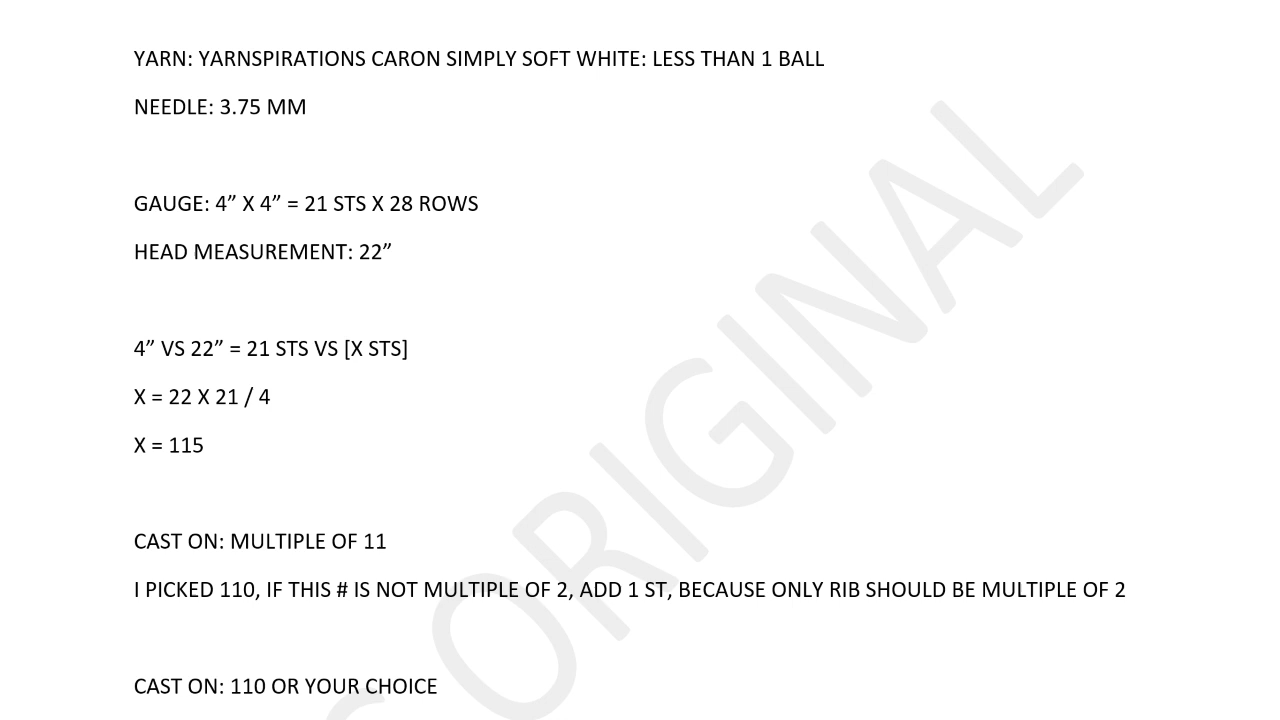 YARN: YARNSPIRATIONS CARON SIMPLY SOFT WHITE: LESS THAN 1 BALL
NEEDLE: 3.75 MM
GAUGE: 4” X 4” = 21 STS X 28 ROWS
HEAD MEASUREMENT: 22”
4” VS 22” = 21 STS VS [X STS]
X = 22 X 21 / 4
X = 115
CAST ON: MULTIPLE OF 11
I PICKED 110, IF THIS # IS NOT MULTIPLE OF 2, ADD 1 ST, BECAUSE ONLY RIB SHOULD BE MULTIPLE OF 2
CAST ON: 110 OR YOUR CHOICE
ORIGINAL